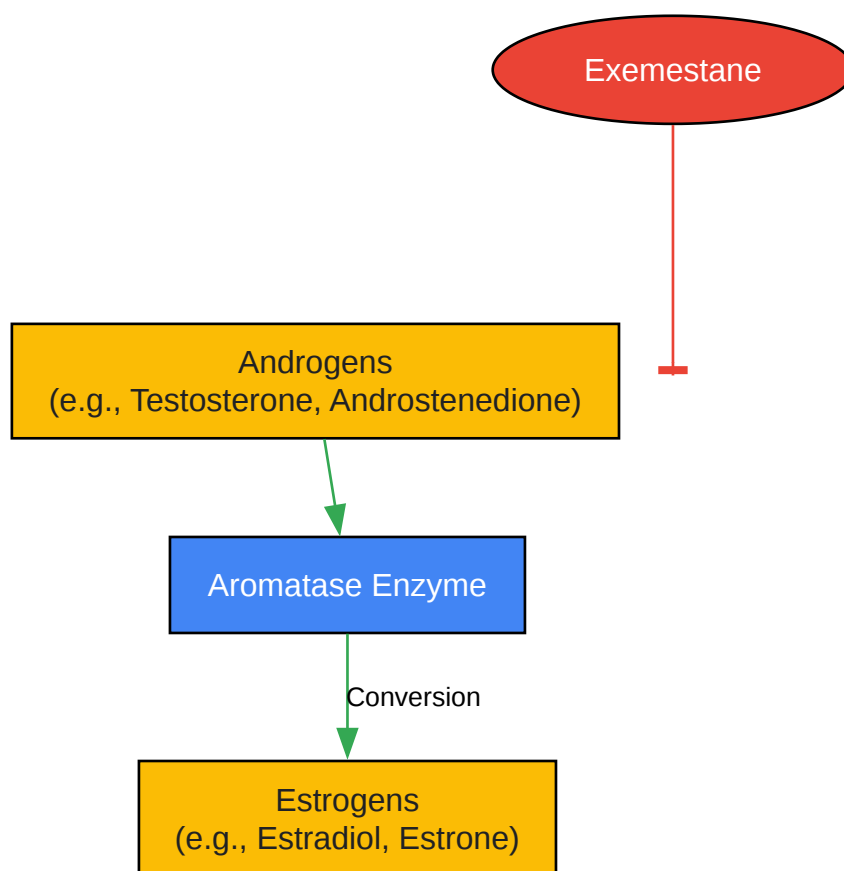 Exemestane
Androgens
(e.g., Testosterone, Androstenedione)
Aromatase Enzyme
Conversion
Estrogens
(e.g., Estradiol, Estrone)